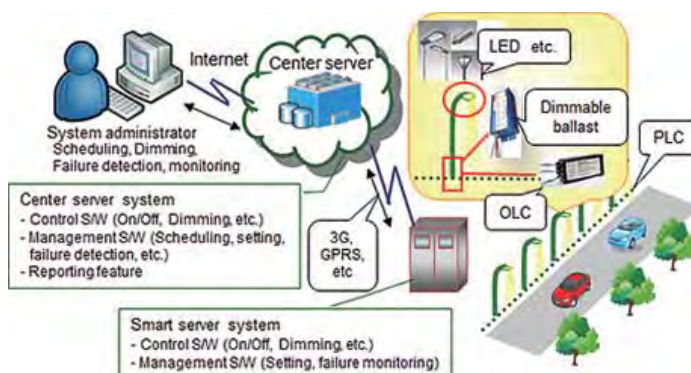 Internet
Center server
System administrator
Scheduling, Dimming,
Failure detection, monitoring
LED etc.
Dimmable
ballast
PLC
OLC
Center server system
- Control S/W (On/Off, Dimming, etc.)
- Management S/W (Scheduling, setting,
failure detection, etc.)
- Reporting feature
3G,
GPRS,
etc
Smart server system
- Control S/W (On/Off, Dimming, etc.)
- Management S/W (Setting, failure monitoring)